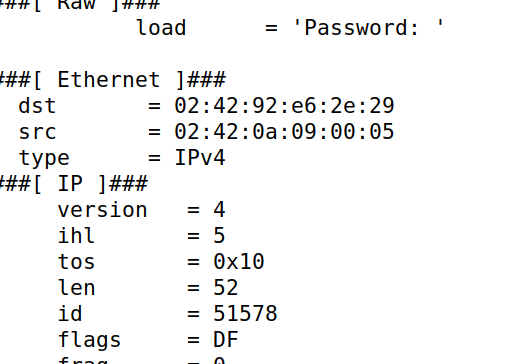 ###[ Raw ]###
load = 'Password: '
###[ Ethernet ]###
dst = 02:42:92:e6:2e:29
src = 02:42:0a:09:00:05
type = IPv4
###[ IP ]###
version = 4
ihl = 5
tos = 0x10
len = 52
id = 51578
flags = DF
frag = 0